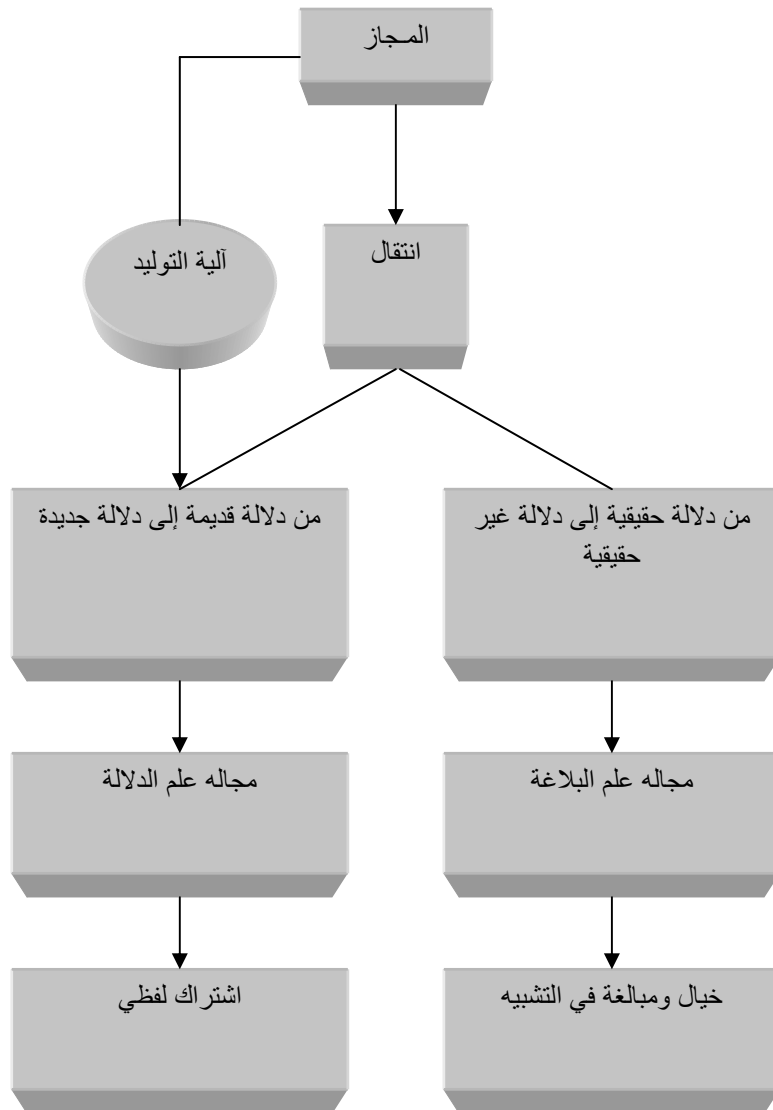 المـجاز
انتقال
آلية التوليد
من دلالة حقيقية إلى دلالة غير
حقيقية
من دلالة قديمة إلى دلالة جديدة
مجاله علم البلاغة
مجاله علم الدلالة
خيال ومبالغة في التشبيه
اشتراك لفظي